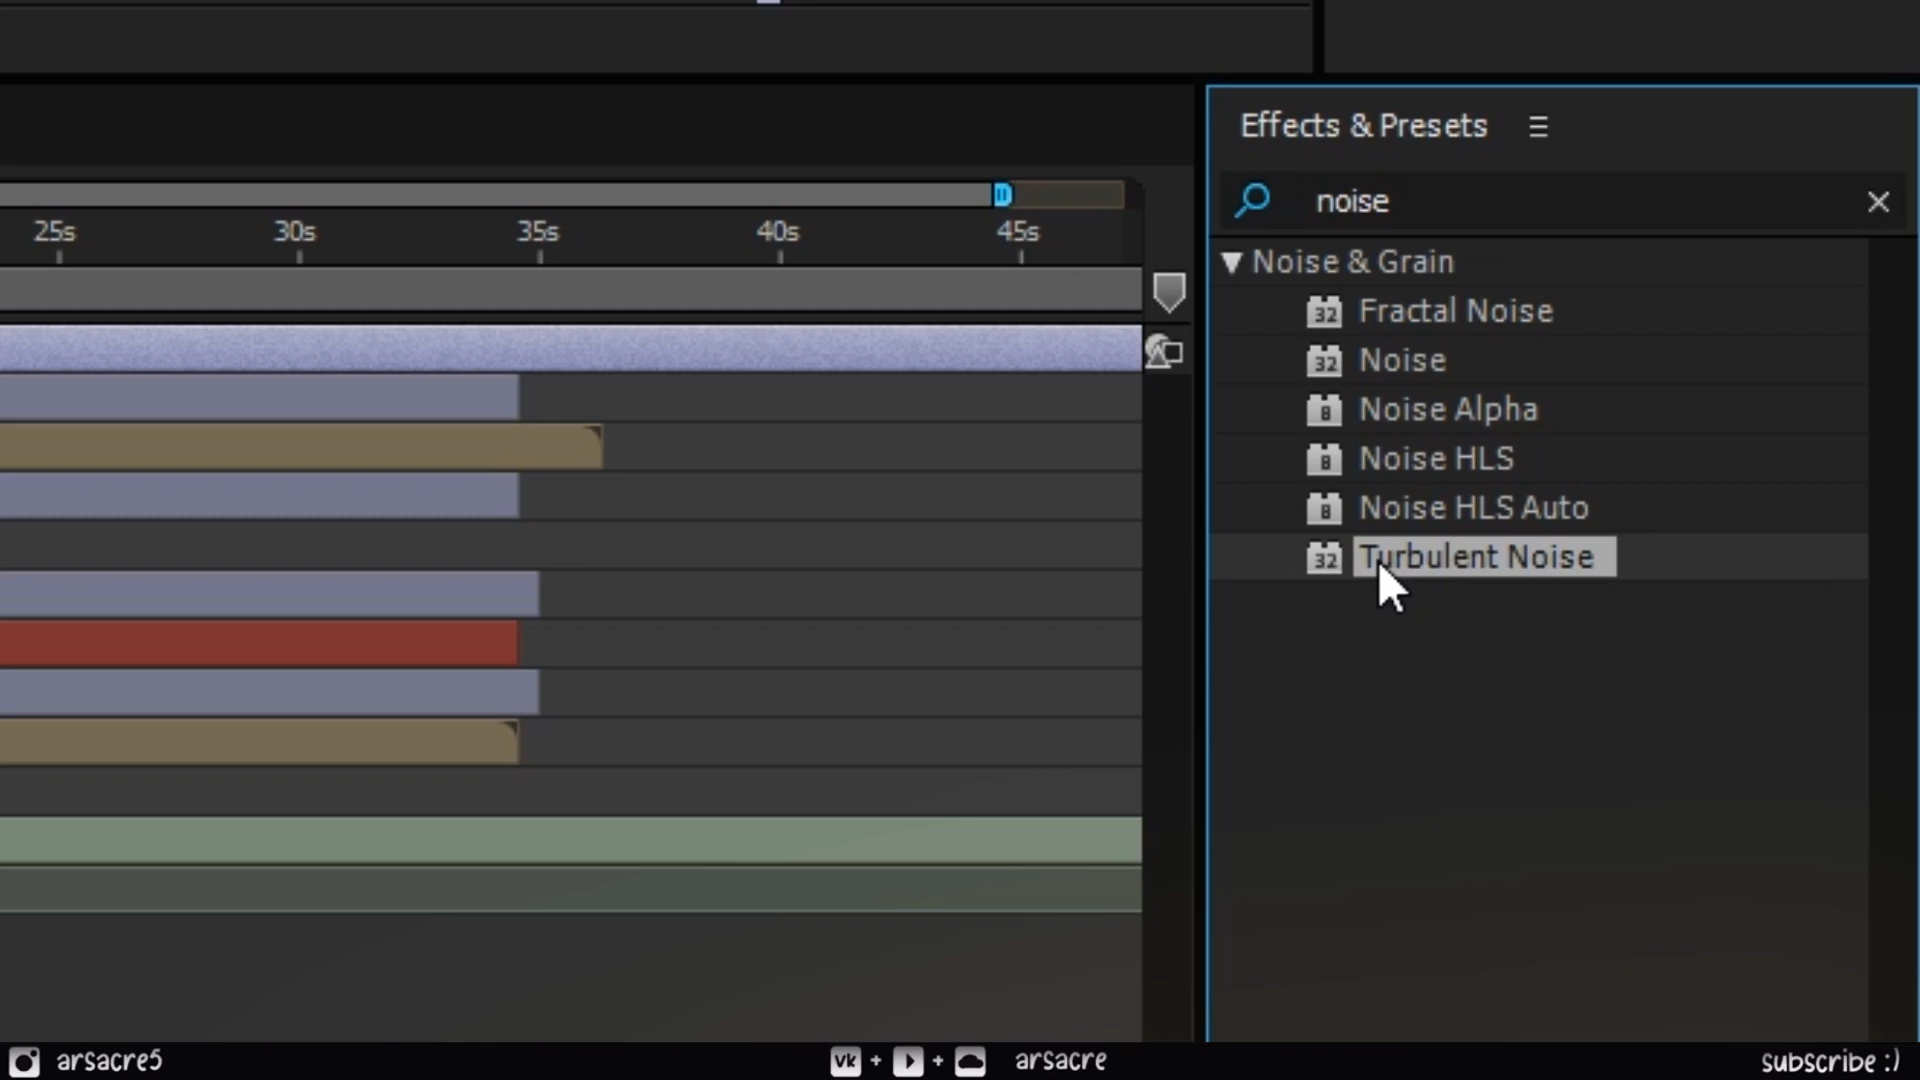 Effects & Presets
noise
25s 30s 35s 40s 45s
Noise & Grain
32 Fractal Noise
32 Noise
8 Noise Alpha
8 Noise HLS
8 Noise HLS Auto
32 Turbulent Noise
arsacre5
vk + + arsacre
subscribe :)